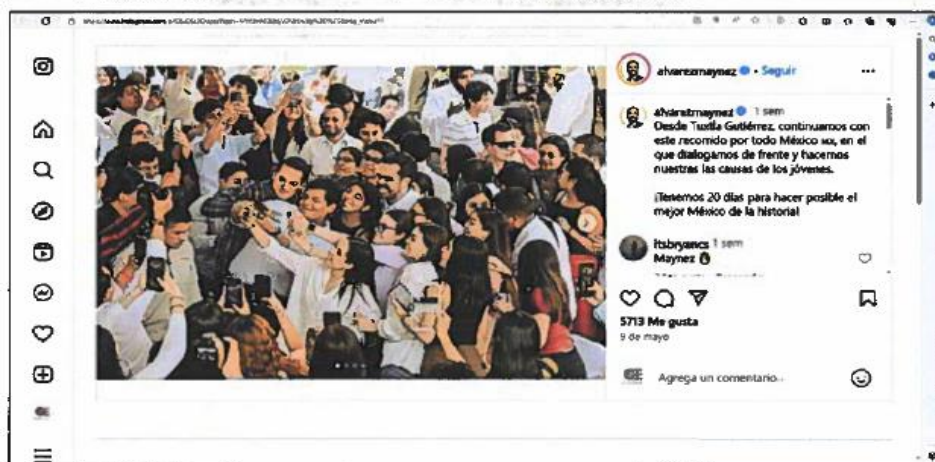 alvarezmaynez • Seguir
alvarezmaynez 1 sem
Desde Tuxtla Gutiérrez, continuamos con
este recorrido por todo México, en el
que dialogamos de frente y hacemos
nuestras las causas de los jóvenes.
¡Tenemos 20 días para hacer posible el
mejor México de la historia!
itsbryancs 1 sem
Maynez
5713 Me gusta
9 de mayo
Agrega un comentario...